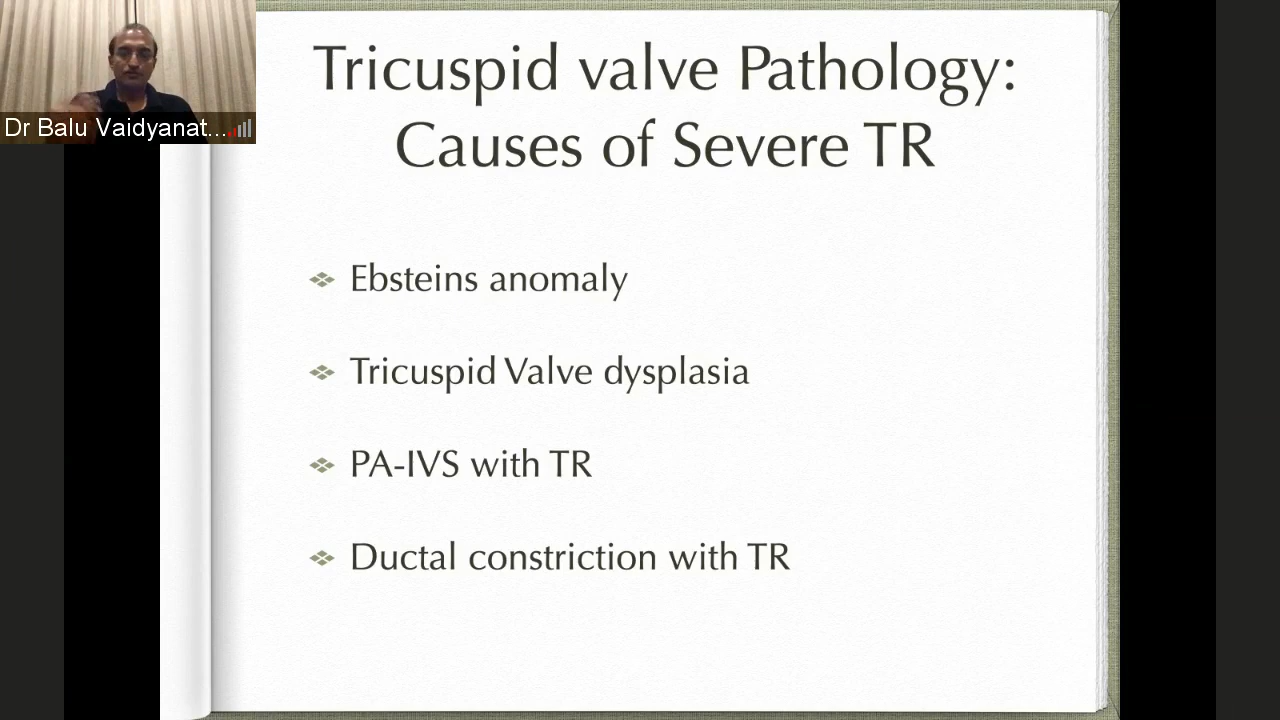 Tricuspid valve Pathology:
Causes of Severe TR
Dr Balu Vaidyanat...
Ebsteins anomaly
Tricuspid Valve dysplasia
PA-IVS with TR
Ductal constriction with TR